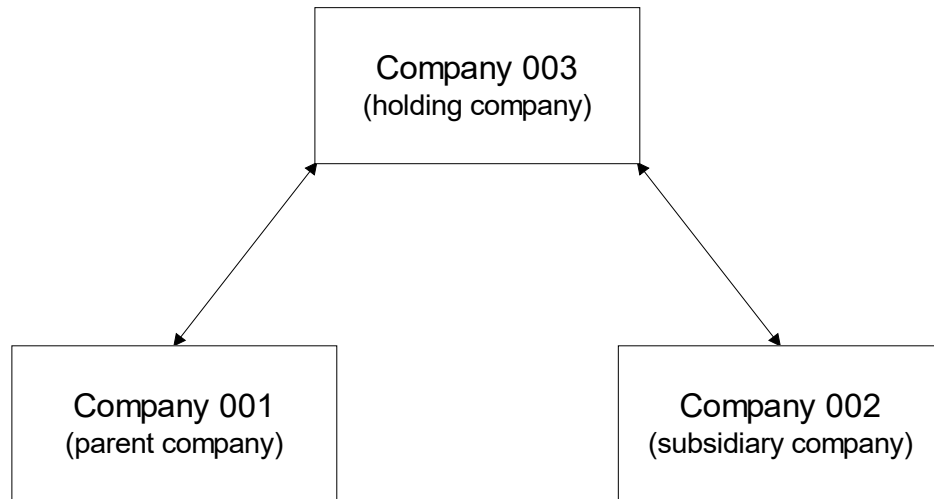 Company 003
(holding company)
Company 001
(parent company)
Company 002
(subsidiary company)